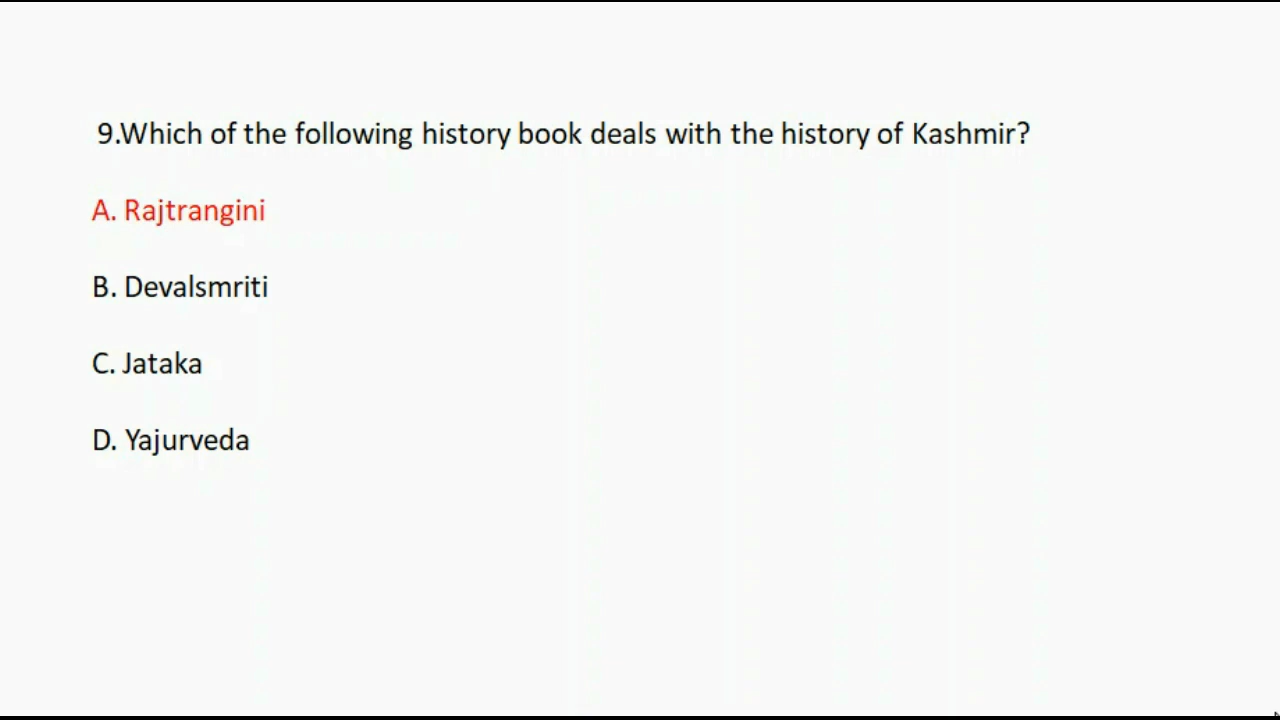 9.Which of the following history book deals with the history of Kashmir?
A. Rajtrangini
B. Devalsmriti
C. Jataka
D. Yajurveda